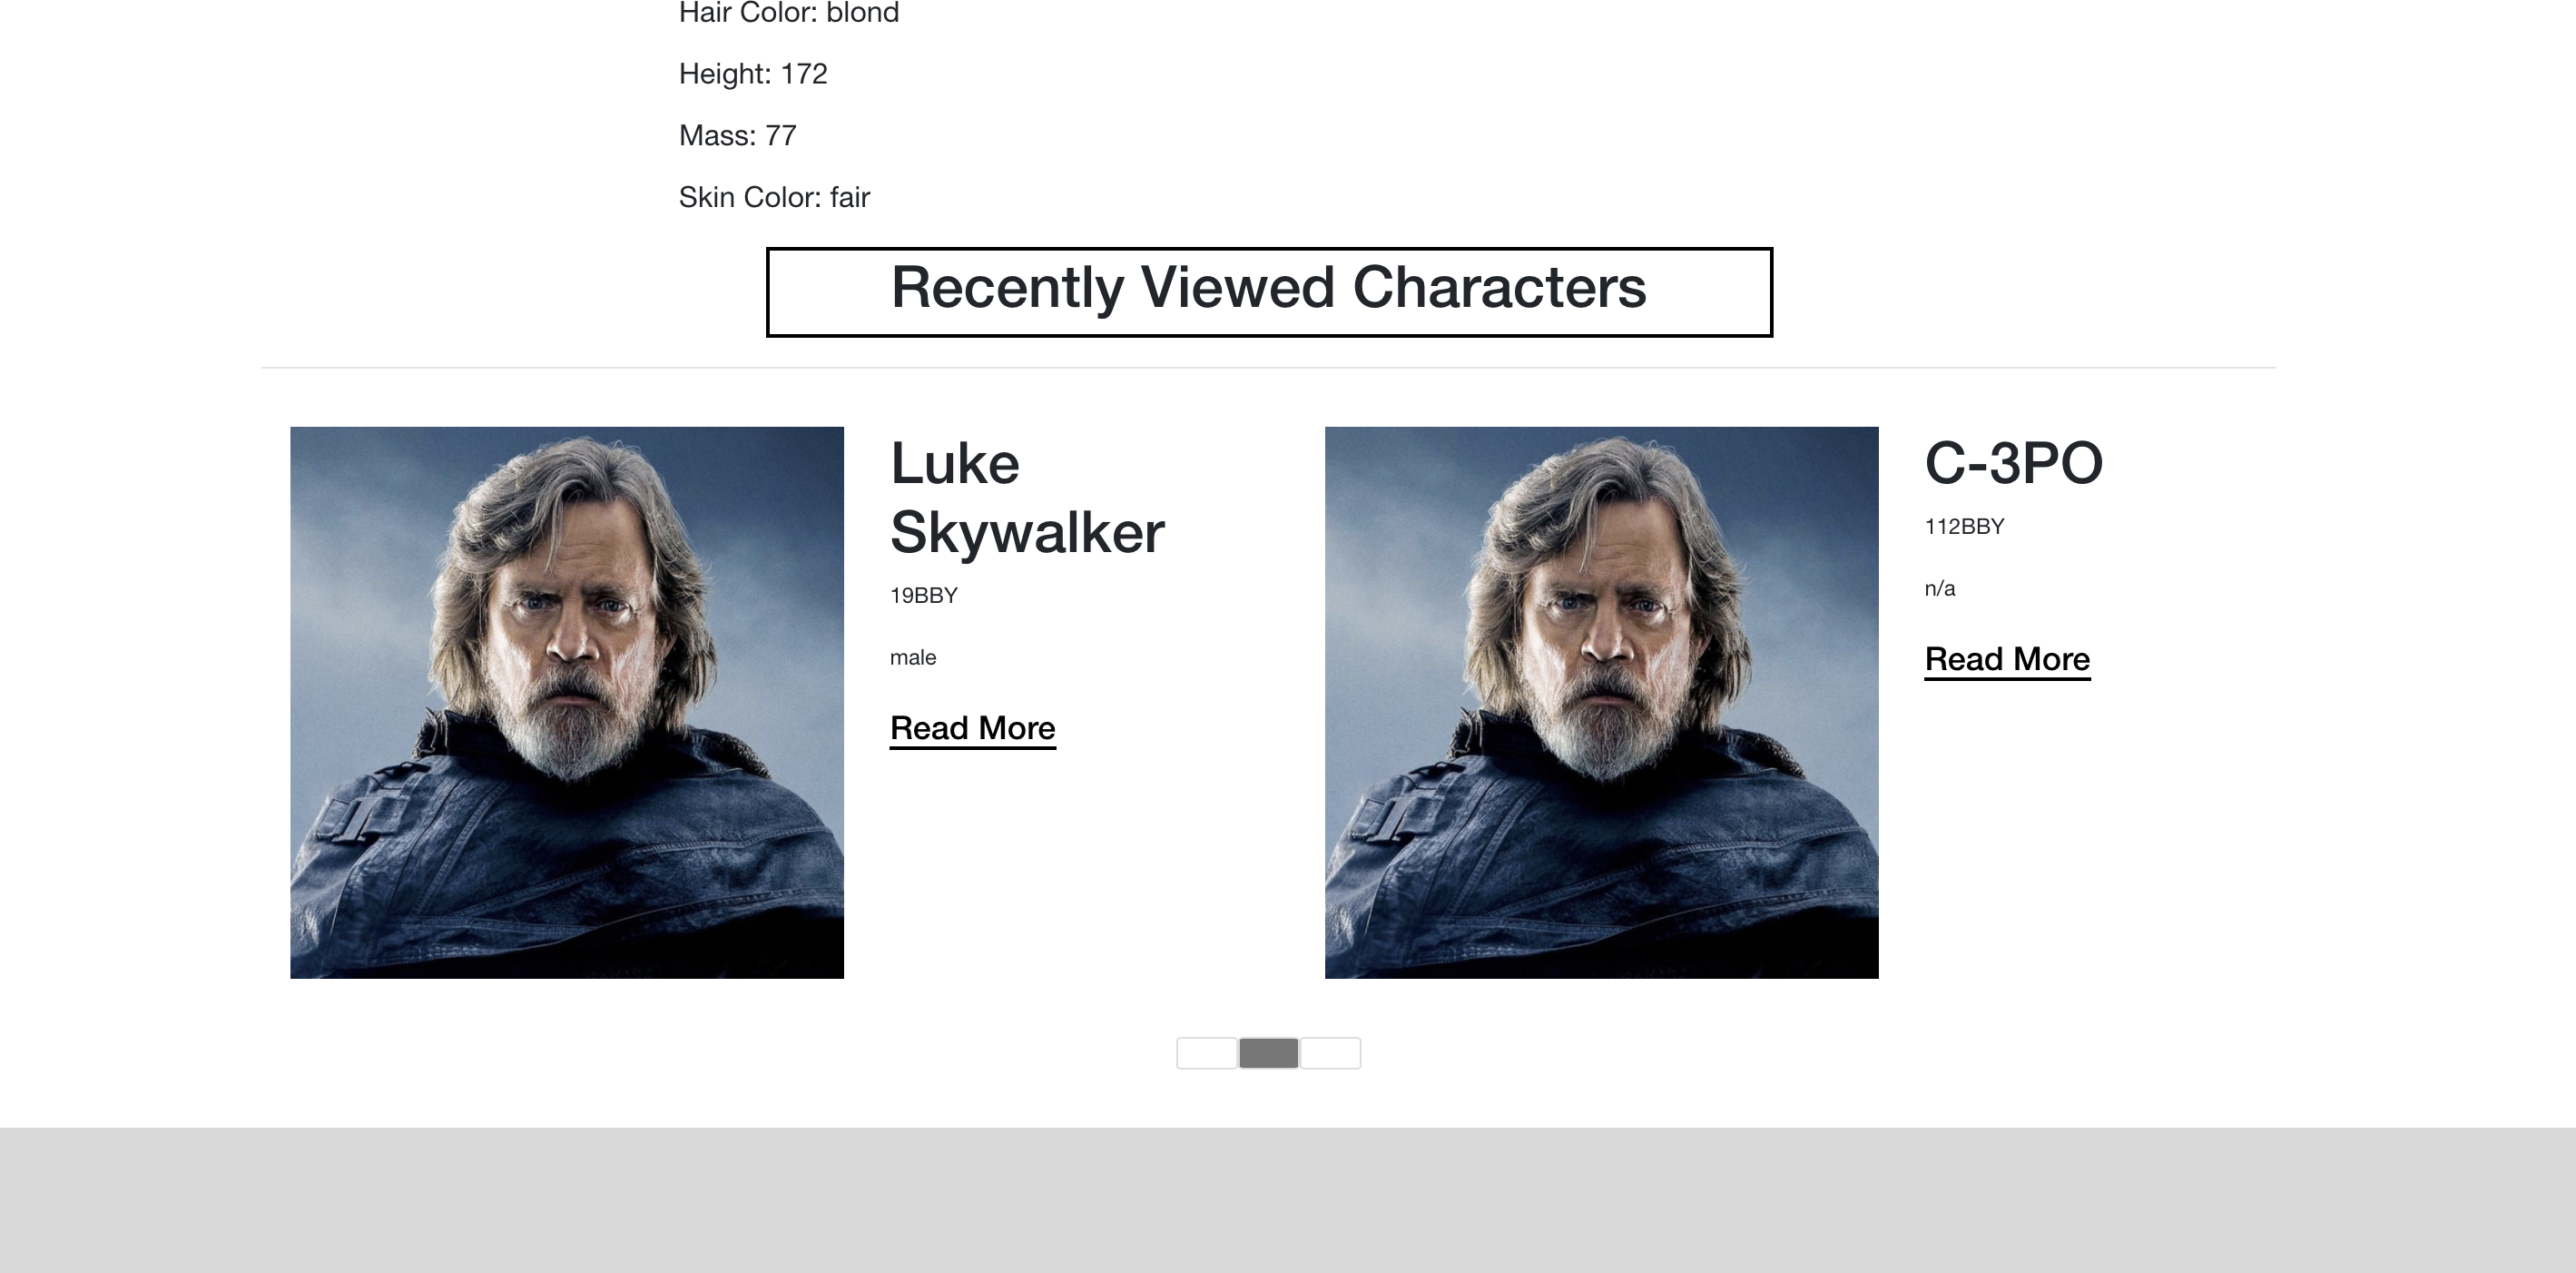 Hair Color: blond
Height: 172
Mass: 77
Skin Color: fair
Recently Viewed Characters
Luke
Skywalker
19BBY
male
Read More
C-3PO
112BBY
n/a
Read More